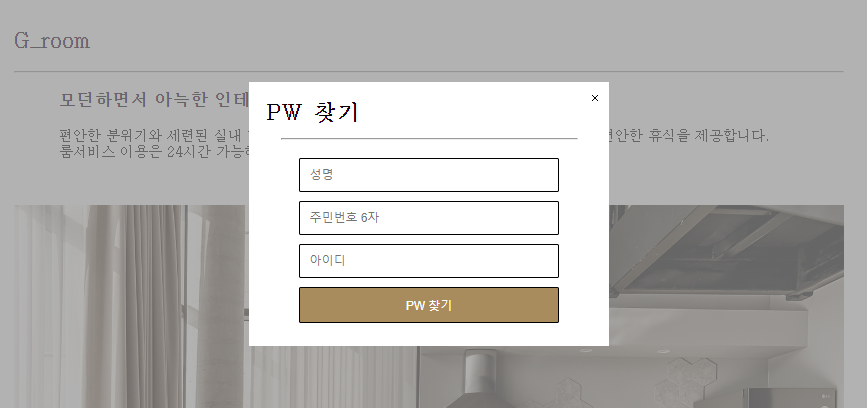 G_room
모던하면서 아늑한 인테
편안한 분위기와 세련된 실내
편안한 휴식을 제공합니다.
룸서비스 이용은 24시간 가능
PW 찾기
×
성명
주민번호 6자
아이디
PW 찾기